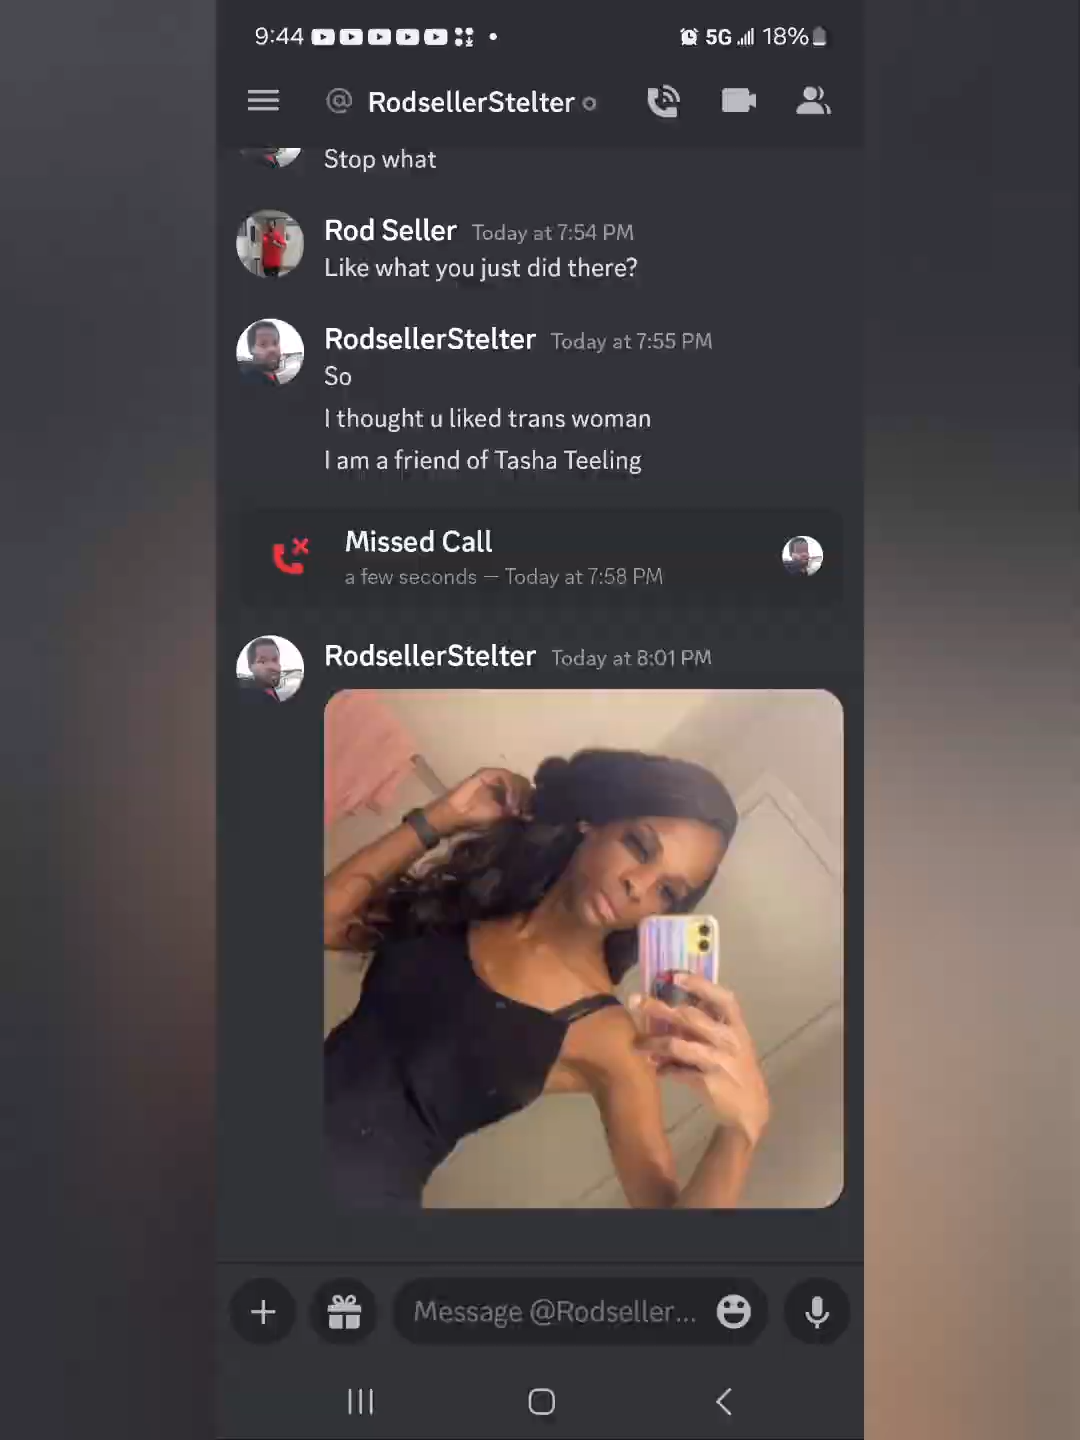 9:44
5G
18%
RodsellerStelter
Stop what
Rod Seller Today at 7:54 PM
Like what you just did there?
RodsellerStelter Today at 7:55 PM
So
I thought u liked trans woman
I am a friend of Tasha Teeling
Missed Call
a few seconds — Today at 7:58 PM
RodsellerStelter Today at 8:01 PM
Message @Rodseller...